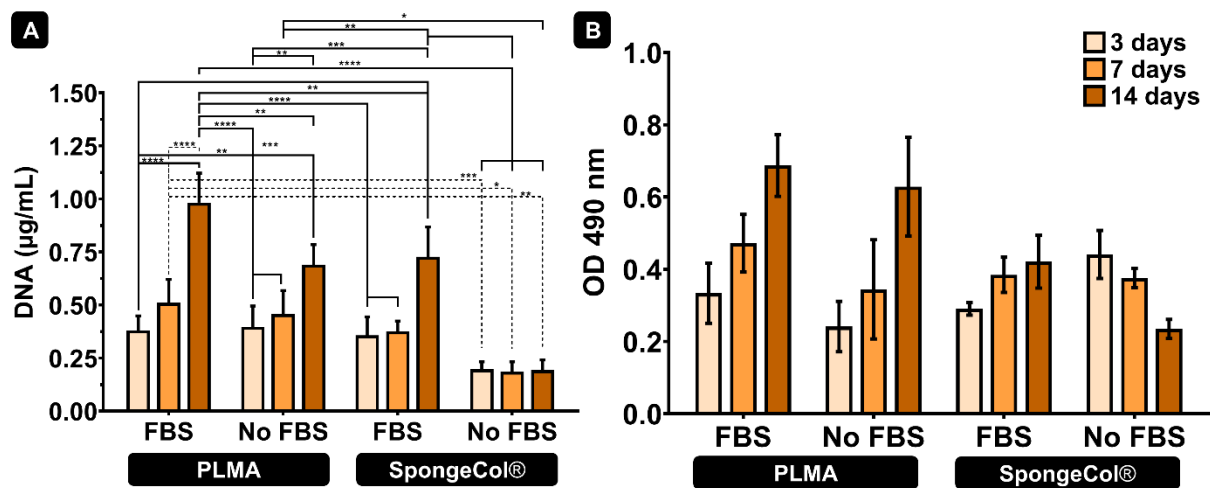 A
*
**
***
**
****
**
****
**
****
****
***
**
****
***
*
**
1.50
1.25
1.00
0.75
0.50
0.25
0.00
DNA (µg/mL)
FBS No FBS FBS No FBS
PLMA SpongeCol®
B
3 days
7 days
14 days
1.0
0.8
0.6
0.4
0.2
0.0
OD 490 nm
FBS No FBS FBS No FBS
PLMA SpongeCol®